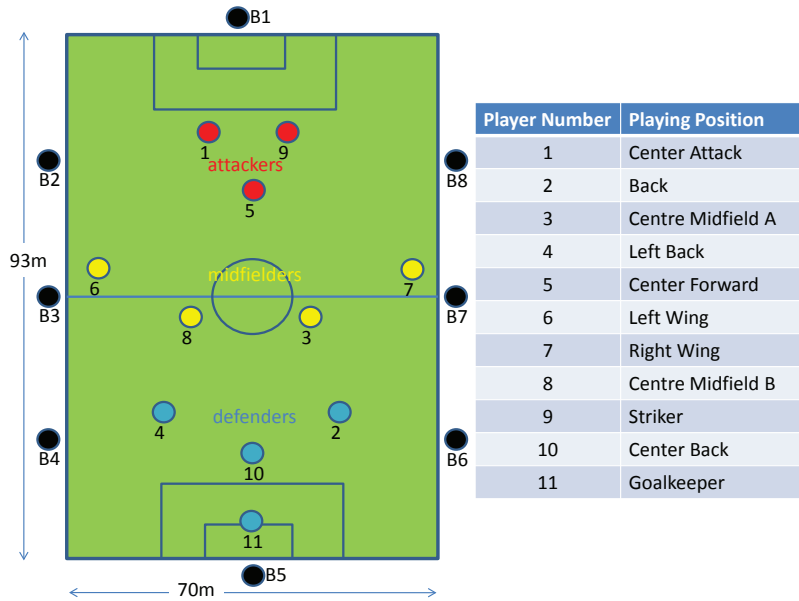 B1
1
9
attackers
5
B2
B8
93m
midfielders
6
7
B3
B7
8
3
defenders
4
2
B4
B6
10
11
B5
70m
Player Number Playing Position
1 Center Attack
2 Back
3 Centre Midfield A
4 Left Back
5 Center Forward
6 Left Wing
7 Right Wing
8 Centre Midfield B
9 Striker
10 Center Back
11 Goalkeeper